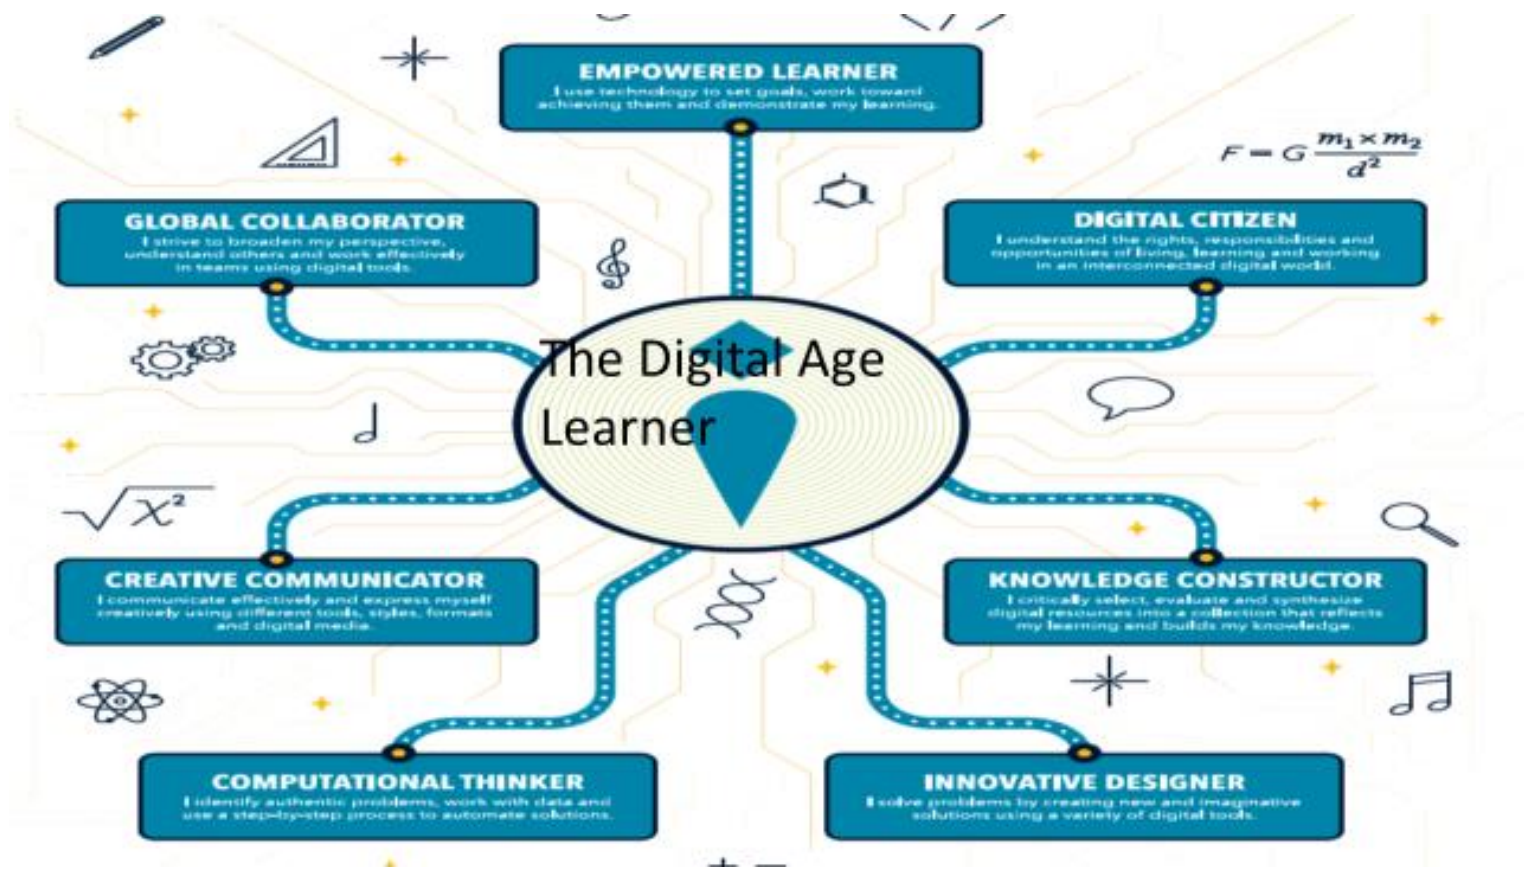 EMPOWERED LEARNER
I use technology to set goals, work toward
achieving them and demonstrate my learning.
F = G m₁ × m₂
d²
GLOBAL COLLABORATOR
I strive to broaden my perspective,
understand others and work effectively
in teams using digital tools.
DIGITAL CITIZEN
I understand the rights, responsibilities and
opportunities of living, learning and working
in an interconnected digital world.
The Digital Age
Learner
√x²
CREATIVE COMMUNICATOR
I communicate effectively and express myself
creatively using different tools, styles, formats
and digital media.
KNOWLEDGE CONSTRUCTOR
I critically select, evaluate and synthesize
digital resources into a collection that reflects
my learning and builds my knowledge.
COMPUTATIONAL THINKER
I identify authentic problems, work with data and
use a step-by-step process to automate solutions.
INNOVATIVE DESIGNER
I solve problems by creating new and imaginative
solutions using a variety of digital tools.